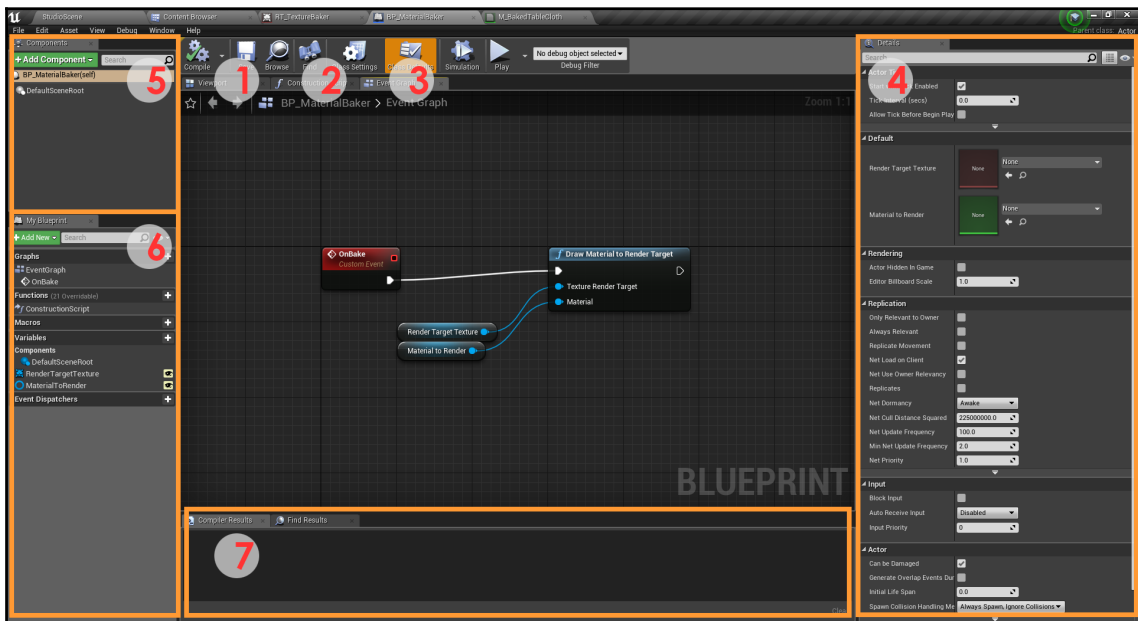 StudioScene
Content Browser
RT_TextureBaker
BP_MaterialBaker
M_BakedTableCloth
File Edit Asset View Debug Window Help
Parent class: Actor
Components
+ Add Component
Search
BP_MaterialBaker(self)
DefaultSceneRoot
5
Compile
Browse
Find
Settings
Simulation
Play
No debug object selected
Debug Filter
1
2
3
Viewport
Construction
Event Graph
BP_MaterialBaker > Event Graph
Zoom 1:1
My Blueprint
+ Add New
Search
6
Graphs
EventGraph
OnBake
Functions (21 Overridable)
ConstructionScript
Macros
Variables
Components
DefaultSceneRoot
RenderTargetTexture
MaterialToRender
Event Dispatchers
OnBake
Custom Event
Draw Material to Render Target
Texture Render Target
Material
Render Target Texture
Material to Render
BLUEPRINT
Compiler Results
Find Results
7
Clear
Details
Search
4
Actor
Enabled
Tick Interval (secs)
0.0
Allow Tick Before Begin Play
Default
Render Target Texture
None
None
Material to Render
None
None
Rendering
Actor Hidden In Game
Editor Billboard Scale
1.0
Replication
Only Relevant to Owner
Always Relevant
Replicate Movement
Net Load on Client
Net Use Owner Relevancy
Replicates
Net Dormancy
Awake
Net Cull Distance Squared
225000000.0
Net Update Frequency
100.0
Min Net Update Frequency
2.0
Net Priority
1.0
Input
Block Input
Auto Receive Input
Disabled
Input Priority
0
Actor
Can be Damaged
Generate Overlap Events Dur
Initial Life Span
0.0
Spawn Collision Handling Me
Always Spawn, Ignore Collisions